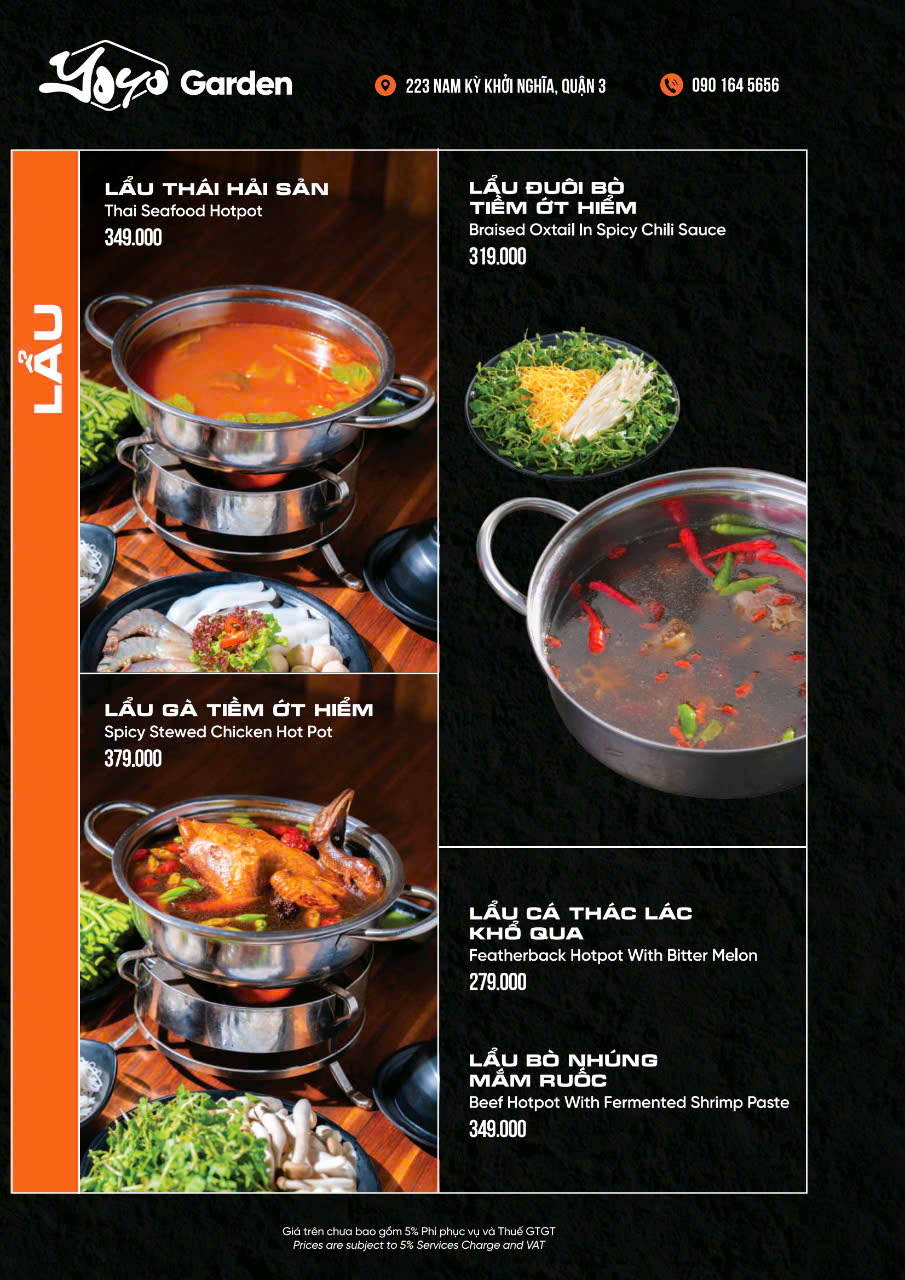 Yoyo Garden
223 NAM KỲ KHỞI NGHĨA, QUẬN 3
090 164 5656
LẨU
LẨU THÁI HẢI SẢN
Thai Seafood Hotpot
349.000
LẨU ĐUÔI BÒ
TIỀM ỚT HIỂM
Braised Oxtail In Spicy Chili Sauce
319.000
LẨU GÀ TIỀM ỚT HIỂM
Spicy Stewed Chicken Hot Pot
379.000
LẨU CÁ THÁC LÁC
KHỔ QUA
Featherback Hotpot With Bitter Melon
279.000
LẨU BÒ NHÚNG
MẮM RUỐC
Beef Hotpot With Fermented Shrimp Paste
349.000
Giá trên chưa bao gồm 5% Phí phục vụ và Thuế GTGT
Prices are subject to 5% Services Charge and VAT